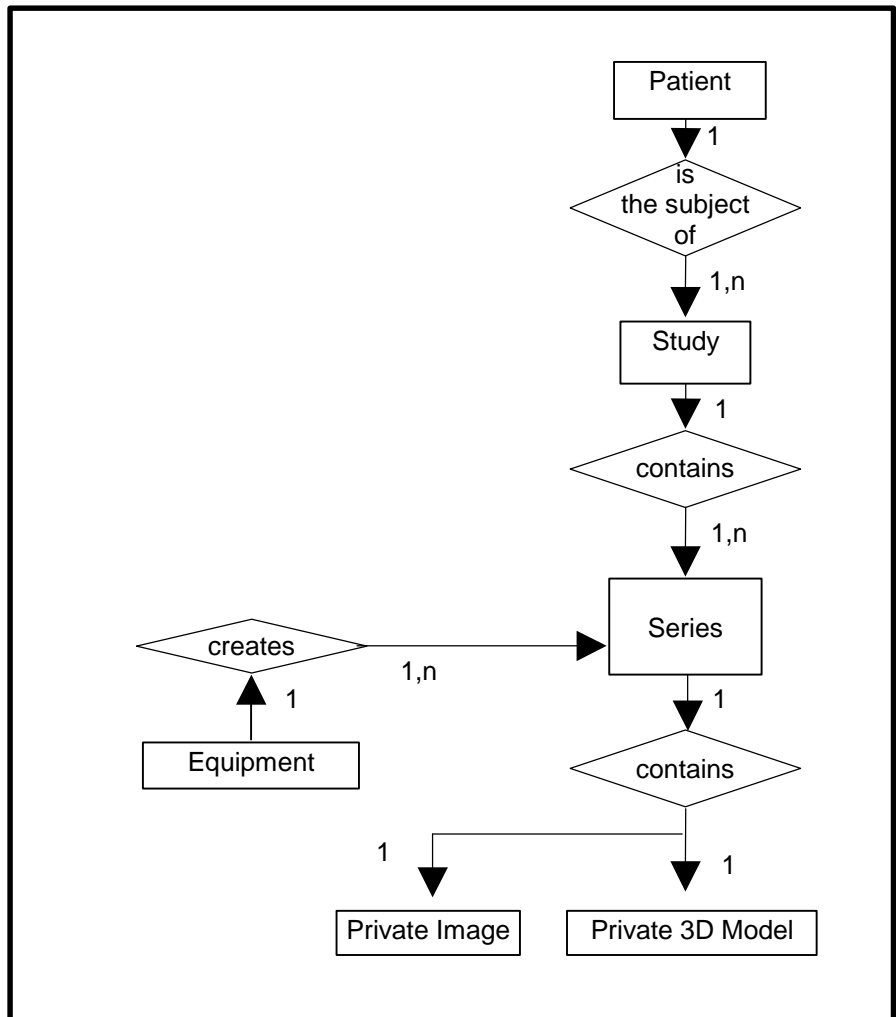 Patient
1
is
the subject
of
1,n
Study
1
contains
1,n
Series
creates
1,n
1
1
Equipment
contains
1
1
Private Image
Private 3D Model